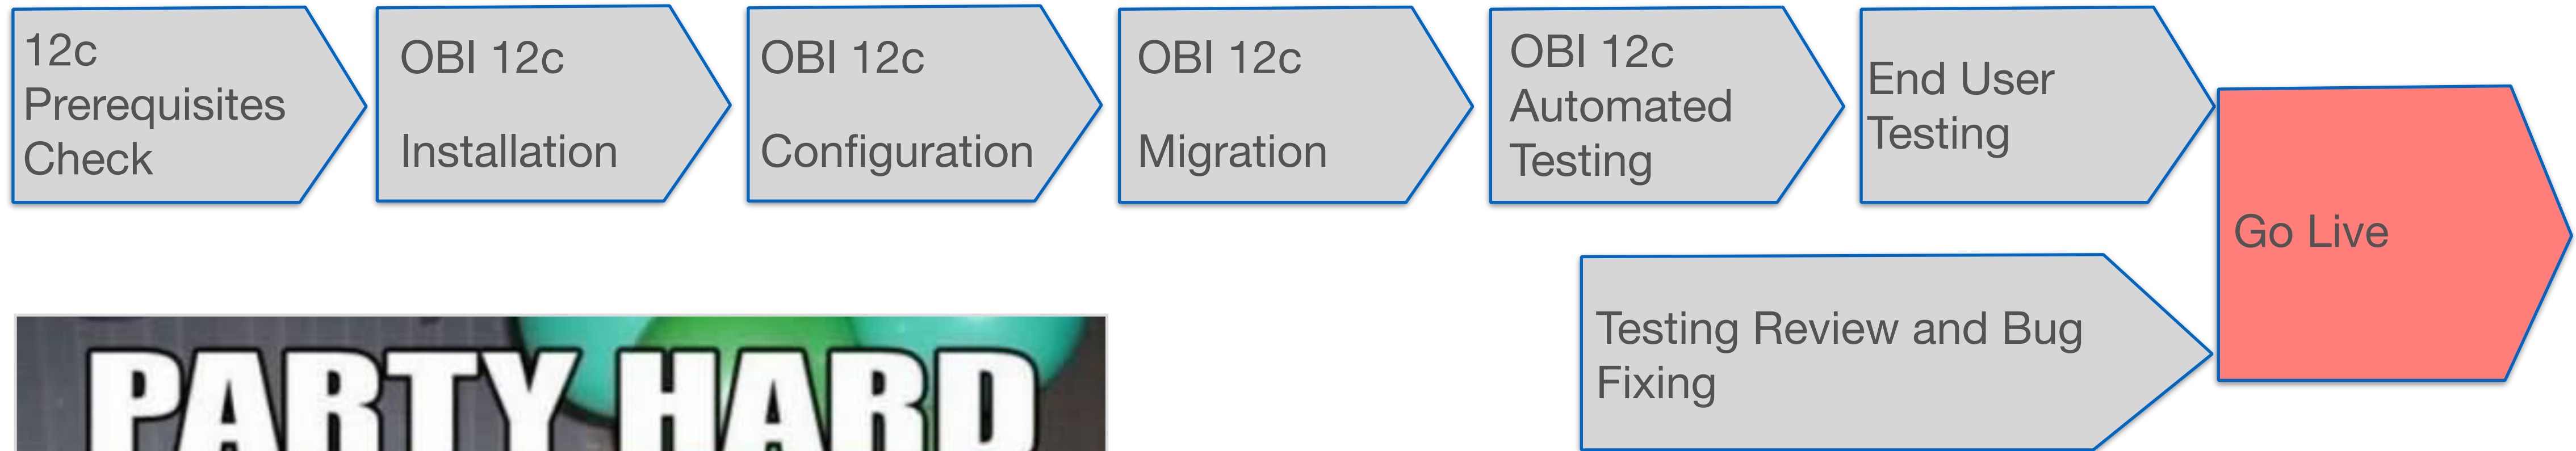 12c
Prerequisites
Check
OBI 12c
Installation
OBI 12c
Configuration
OBI 12c
Migration
OBI 12c
Automated
Testing
End User
Testing
Go Live
Testing Review and Bug
Fixing
PARTY HARD